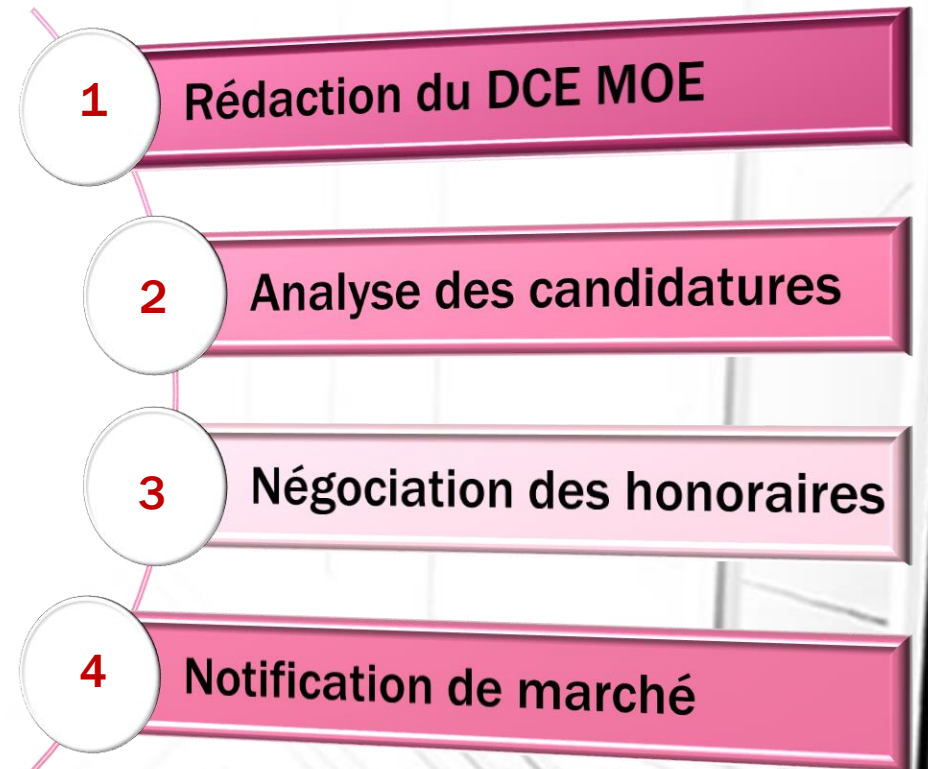 1
Rédaction du DCE MOE
2
Analyse des candidatures
3
Négociation des honoraires
4
Notification de marché